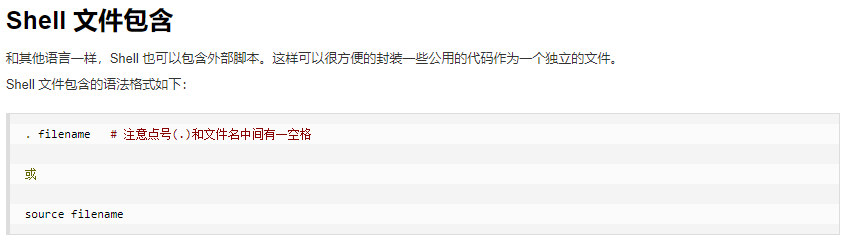 Shell 文件包含
和其他语言一样，Shell 也可以包含外部脚本。这样可以很方便的封装一些公用的代码作为一个独立的文件。
Shell 文件包含的语法格式如下：
. filename   # 注意点号(.)和文件名中间有一空格
或
source filename